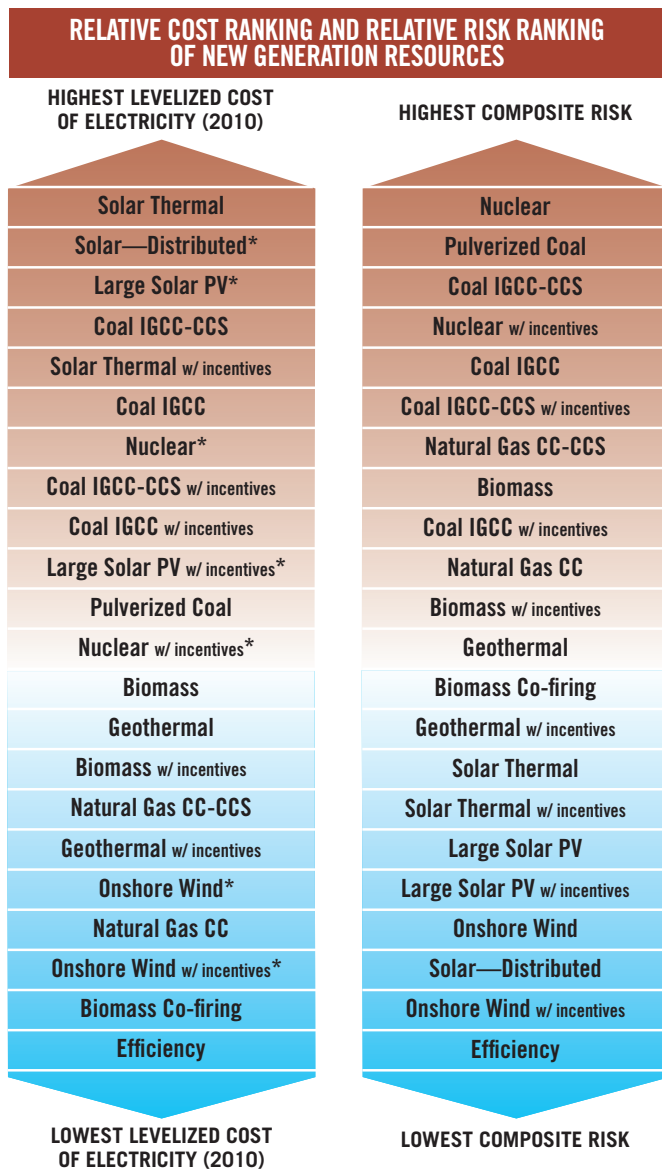 RELATIVE COST RANKING AND RELATIVE RISK RANKING
OF NEW GENERATION RESOURCES
HIGHEST LEVELIZED COST
OF ELECTRICITY (2010)
Solar Thermal
Solar—Distributed*
Large Solar PV*
Coal IGCC-CCS
Solar Thermal w/ incentives
Coal IGCC
Nuclear*
Coal IGCC-CCS w/ incentives
Coal IGCC w/ incentives
Large Solar PV w/ incentives*
Pulverized Coal
Nuclear w/ incentives*
Biomass
Geothermal
Biomass w/ incentives
Natural Gas CC-CCS
Geothermal w/ incentives
Onshore Wind*
Natural Gas CC
Onshore Wind w/ incentives*
Biomass Co-firing
Efficiency
LOWEST LEVELIZED COST
OF ELECTRICITY (2010)
HIGHEST COMPOSITE RISK
Nuclear
Pulverized Coal
Coal IGCC-CCS
Nuclear w/ incentives
Coal IGCC
Coal IGCC-CCS w/ incentives
Natural Gas CC-CCS
Biomass
Coal IGCC w/ incentives
Natural Gas CC
Biomass w/ incentives
Geothermal
Biomass Co-firing
Geothermal w/ incentives
Solar Thermal
Solar Thermal w/ incentives
Large Solar PV
Large Solar PV w/ incentives
Onshore Wind
Solar—Distributed
Onshore Wind w/ incentives
Efficiency
LOWEST COMPOSITE RISK